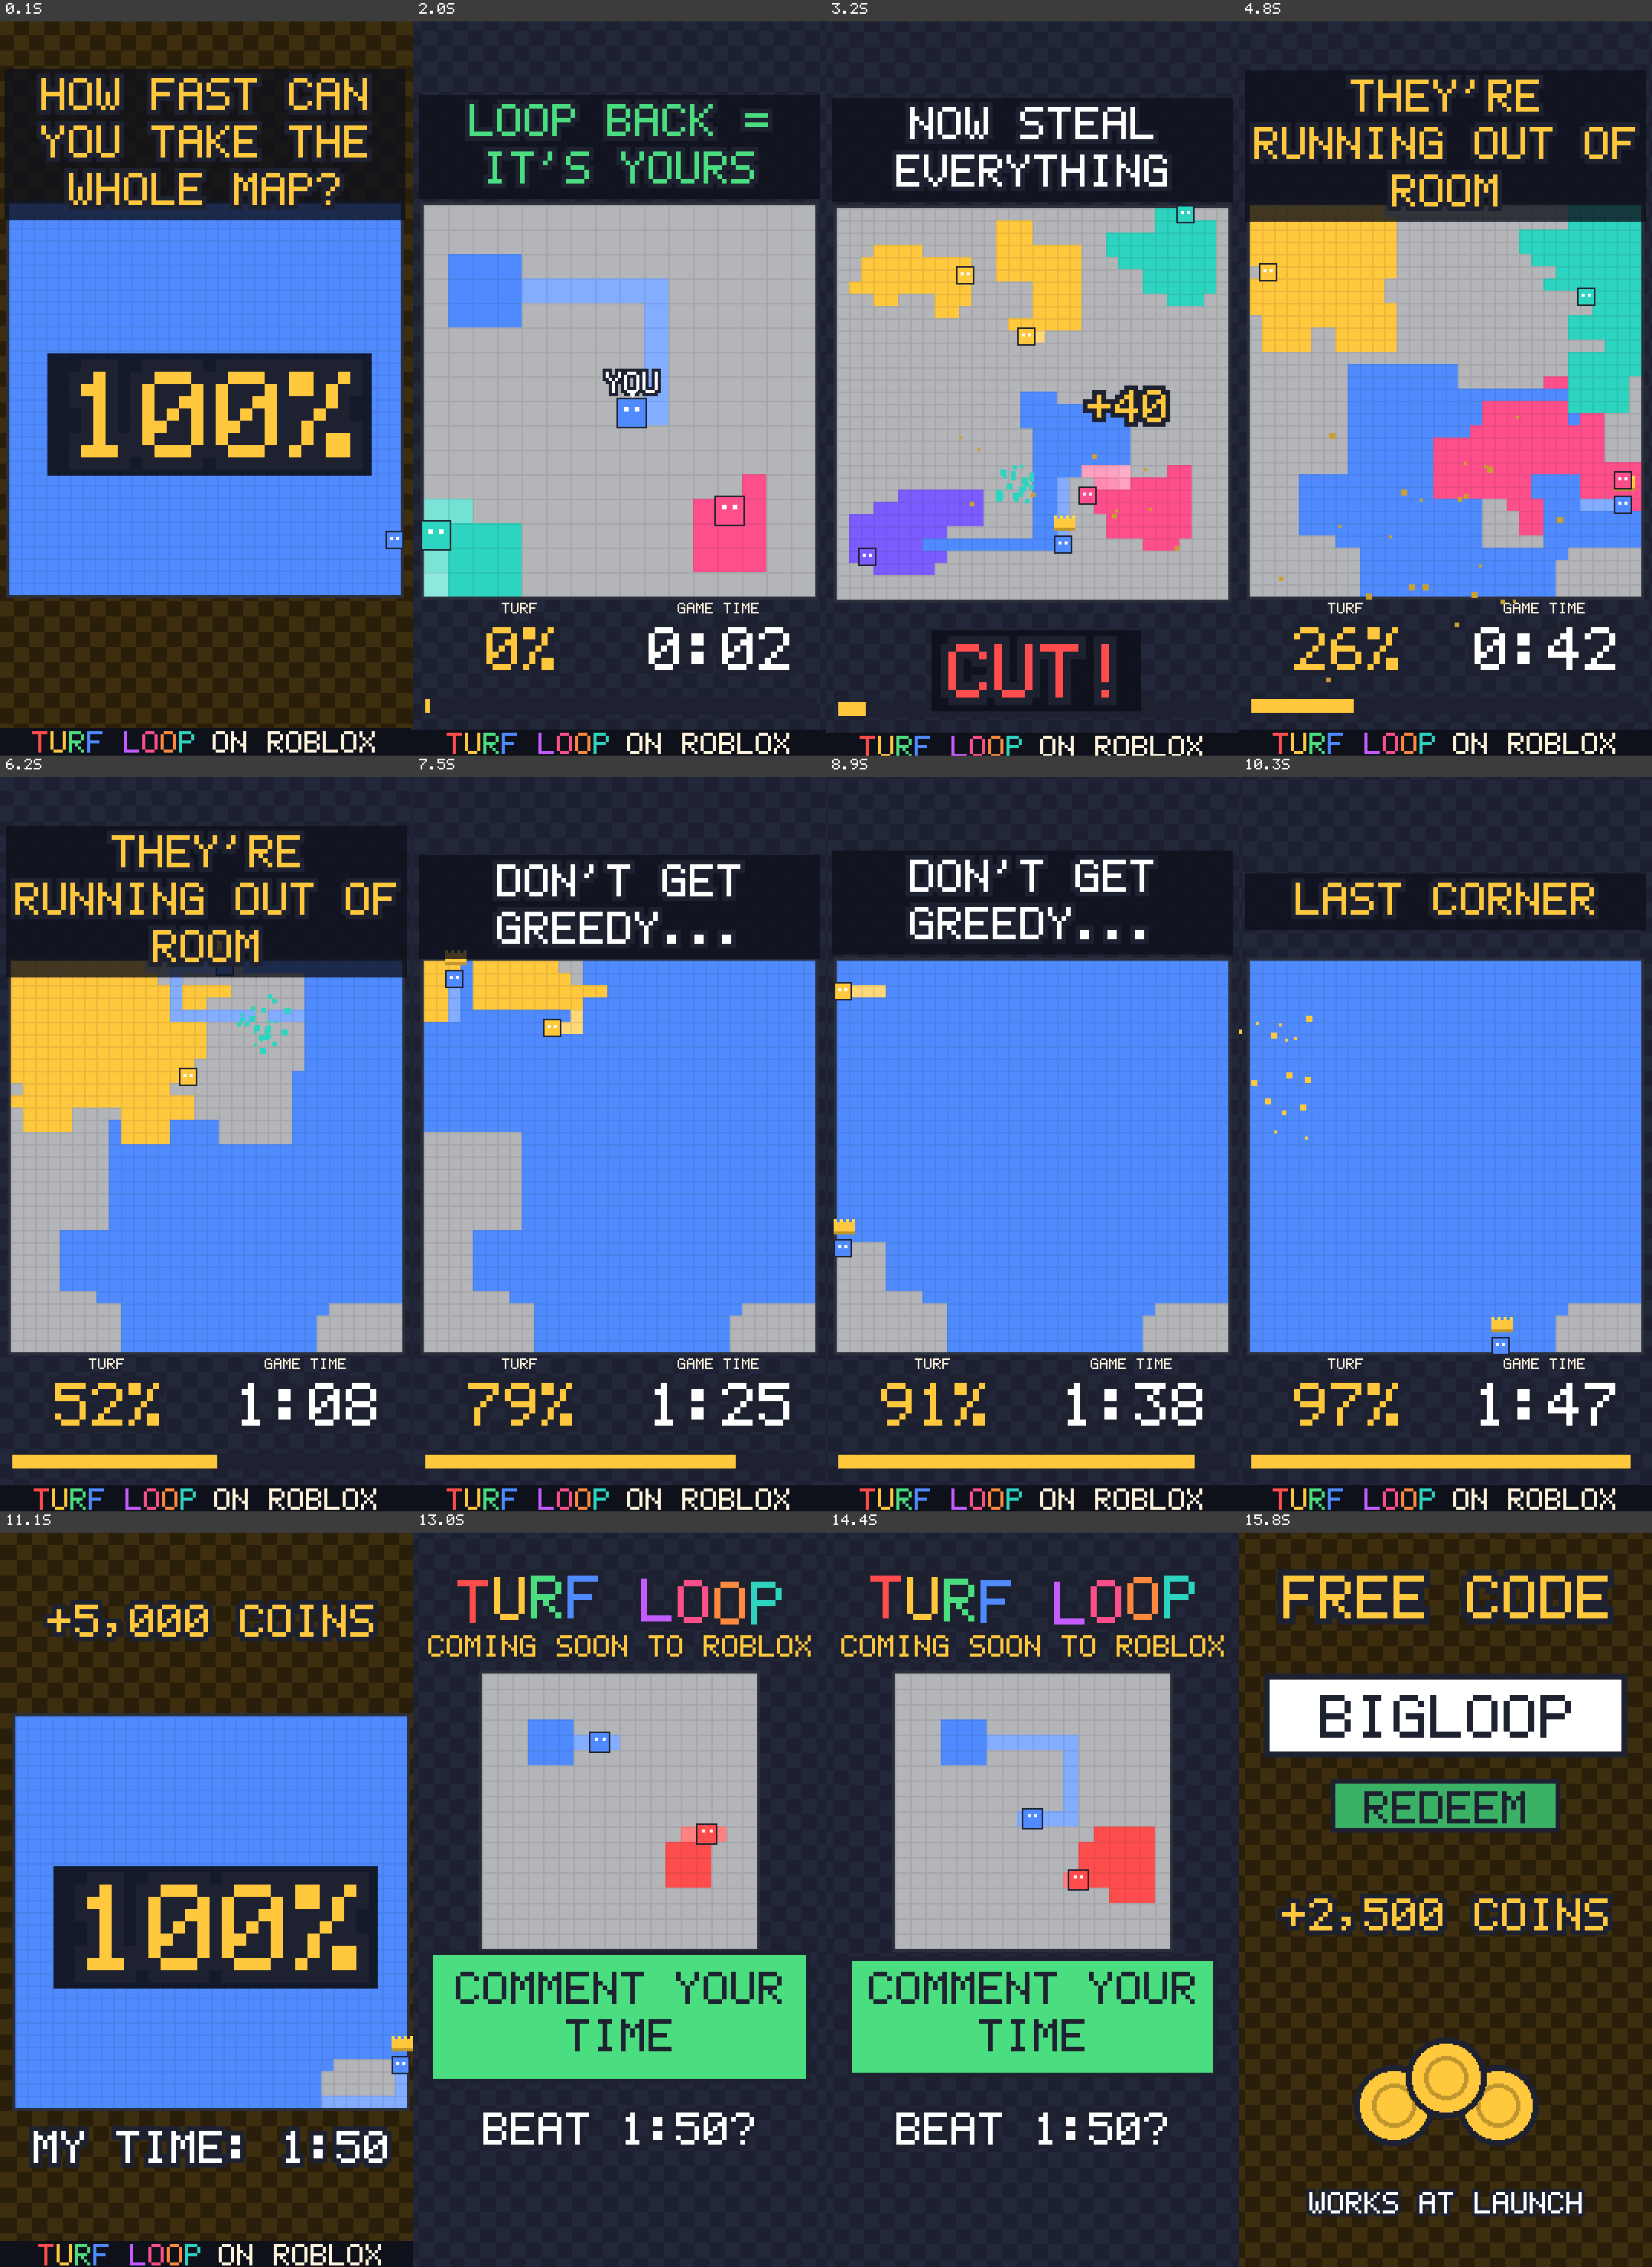 0.1S
HOW FAST CAN
YOU TAKE THE
WHOLE MAP?
100%
TURF LOOP ON ROBLOX
2.0S
LOOP BACK =
IT'S YOURS
YOU
TURF
GAME TIME
0%
0:02
TURF LOOP ON ROBLOX
3.2S
NOW STEAL
EVERYTHING
+40
CUT!
TURF LOOP ON ROBLOX
4.8S
THEY'RE
RUNNING OUT OF
ROOM
TURF
GAME TIME
26%
0:42
TURF LOOP ON ROBLOX
6.2S
THEY'RE
RUNNING OUT OF
ROOM
TURF
GAME TIME
52%
1:08
TURF LOOP ON ROBLOX
7.5S
DON'T GET
GREEDY...
TURF
GAME TIME
79%
1:25
TURF LOOP ON ROBLOX
8.9S
DON'T GET
GREEDY...
TURF
GAME TIME
91%
1:38
TURF LOOP ON ROBLOX
10.3S
LAST CORNER
TURF
GAME TIME
97%
1:47
TURF LOOP ON ROBLOX
11.1S
+5,000 COINS
100%
MY TIME: 1:50
TURF LOOP ON ROBLOX
13.0S
TURF LOOP
COMING SOON TO ROBLOX
COMMENT YOUR
TIME
BEAT 1:50?
14.4S
TURF LOOP
COMING SOON TO ROBLOX
COMMENT YOUR
TIME
BEAT 1:50?
15.8S
FREE CODE
BIGLOOP
REDEEM
+2,500 COINS
WORKS AT LAUNCH